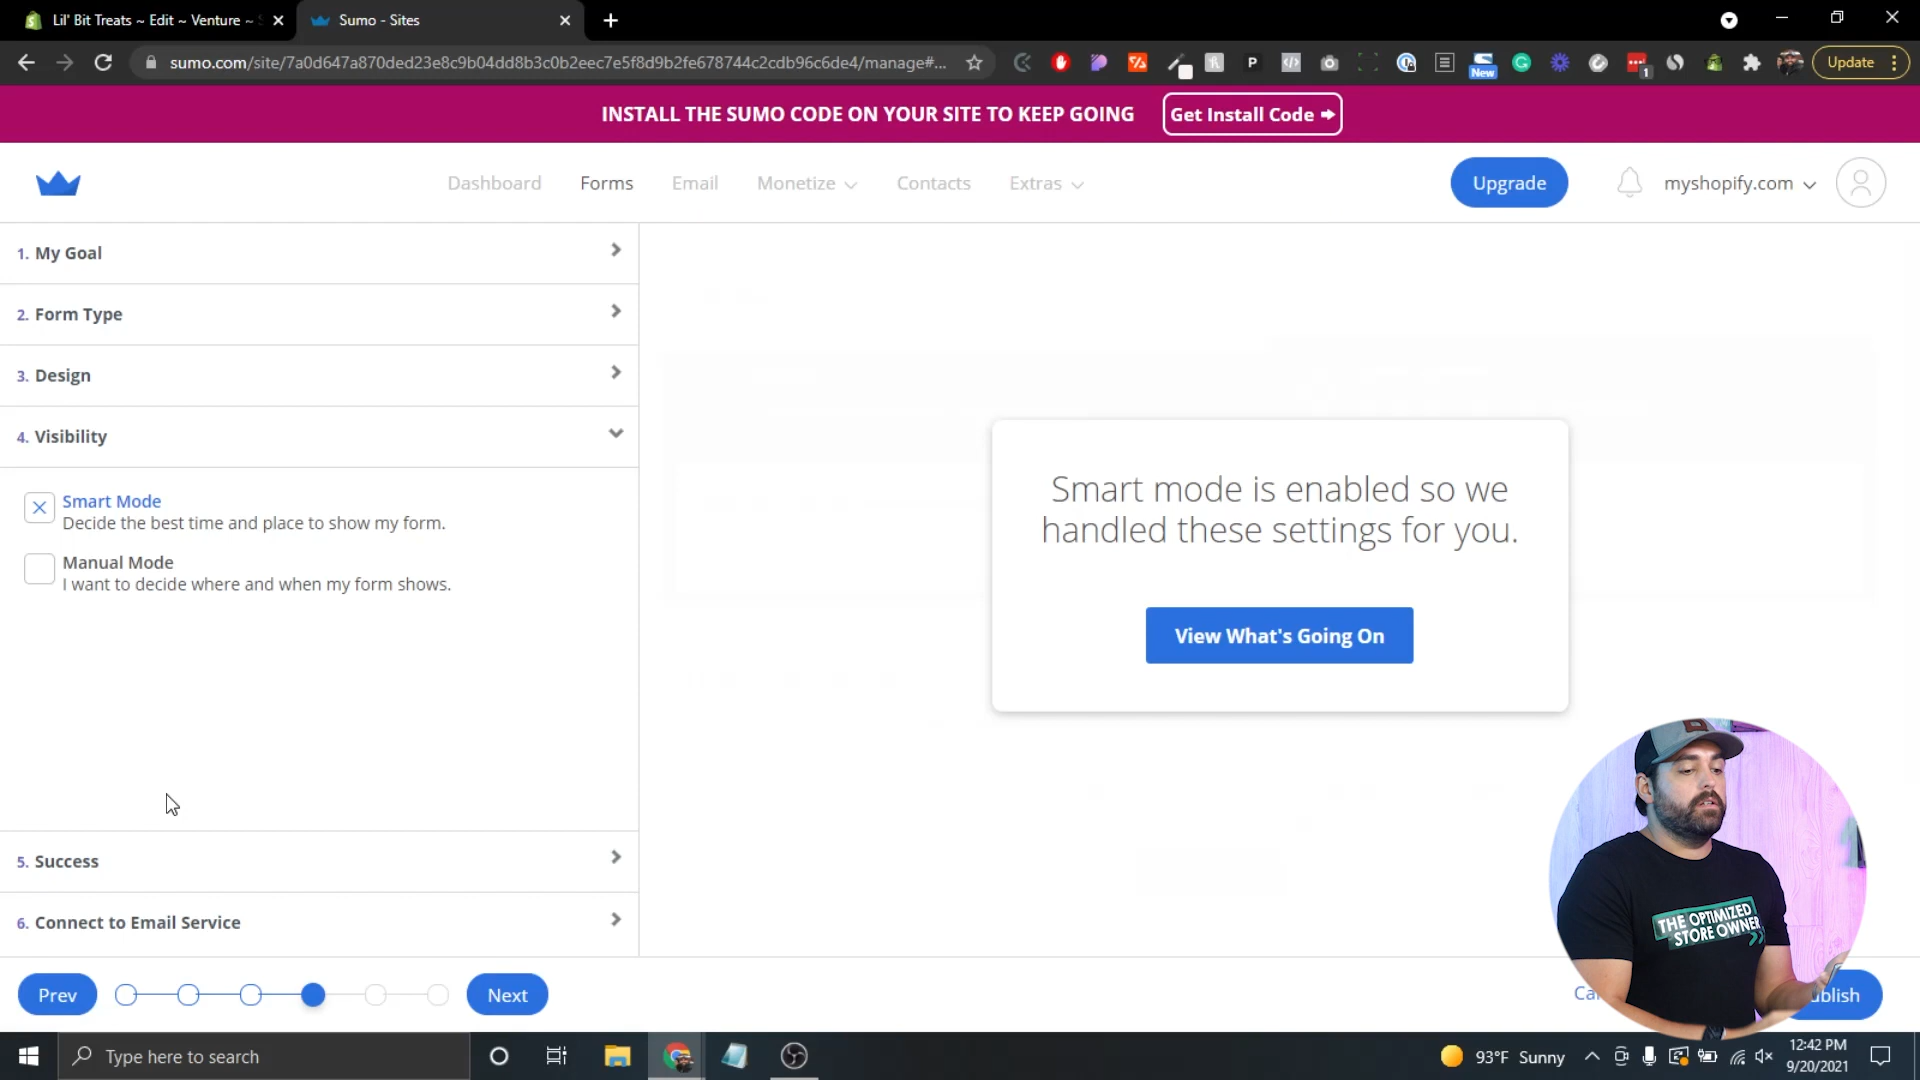 Lil' Bit Treats ~ Edit ~ Venture ~
Sumo - Sites
sumo.com/site/7a0d647a870ded23e8c9b04dd8b3c0b2eec7e5f8d9b2fe678744c2cdb96c6de4/manage#...
New
P
1
Update
INSTALL THE SUMO CODE ON YOUR SITE TO KEEP GOING
Get Install Code
Dashboard
Forms
Email
Monetize
Contacts
Extras
Upgrade
myshopify.com
1. My Goal
2. Form Type
3. Design
4. Visibility
Smart Mode
Decide the best time and place to show my form.
Manual Mode
I want to decide where and when my form shows.
5. Success
6. Connect to Email Service
Smart mode is enabled so we
handled these settings for you.
View What's Going On
THE OPTIMIZED
STORE OWNER
Prev
Next
Type here to search
93°F Sunny
12:42 PM
9/20/2021